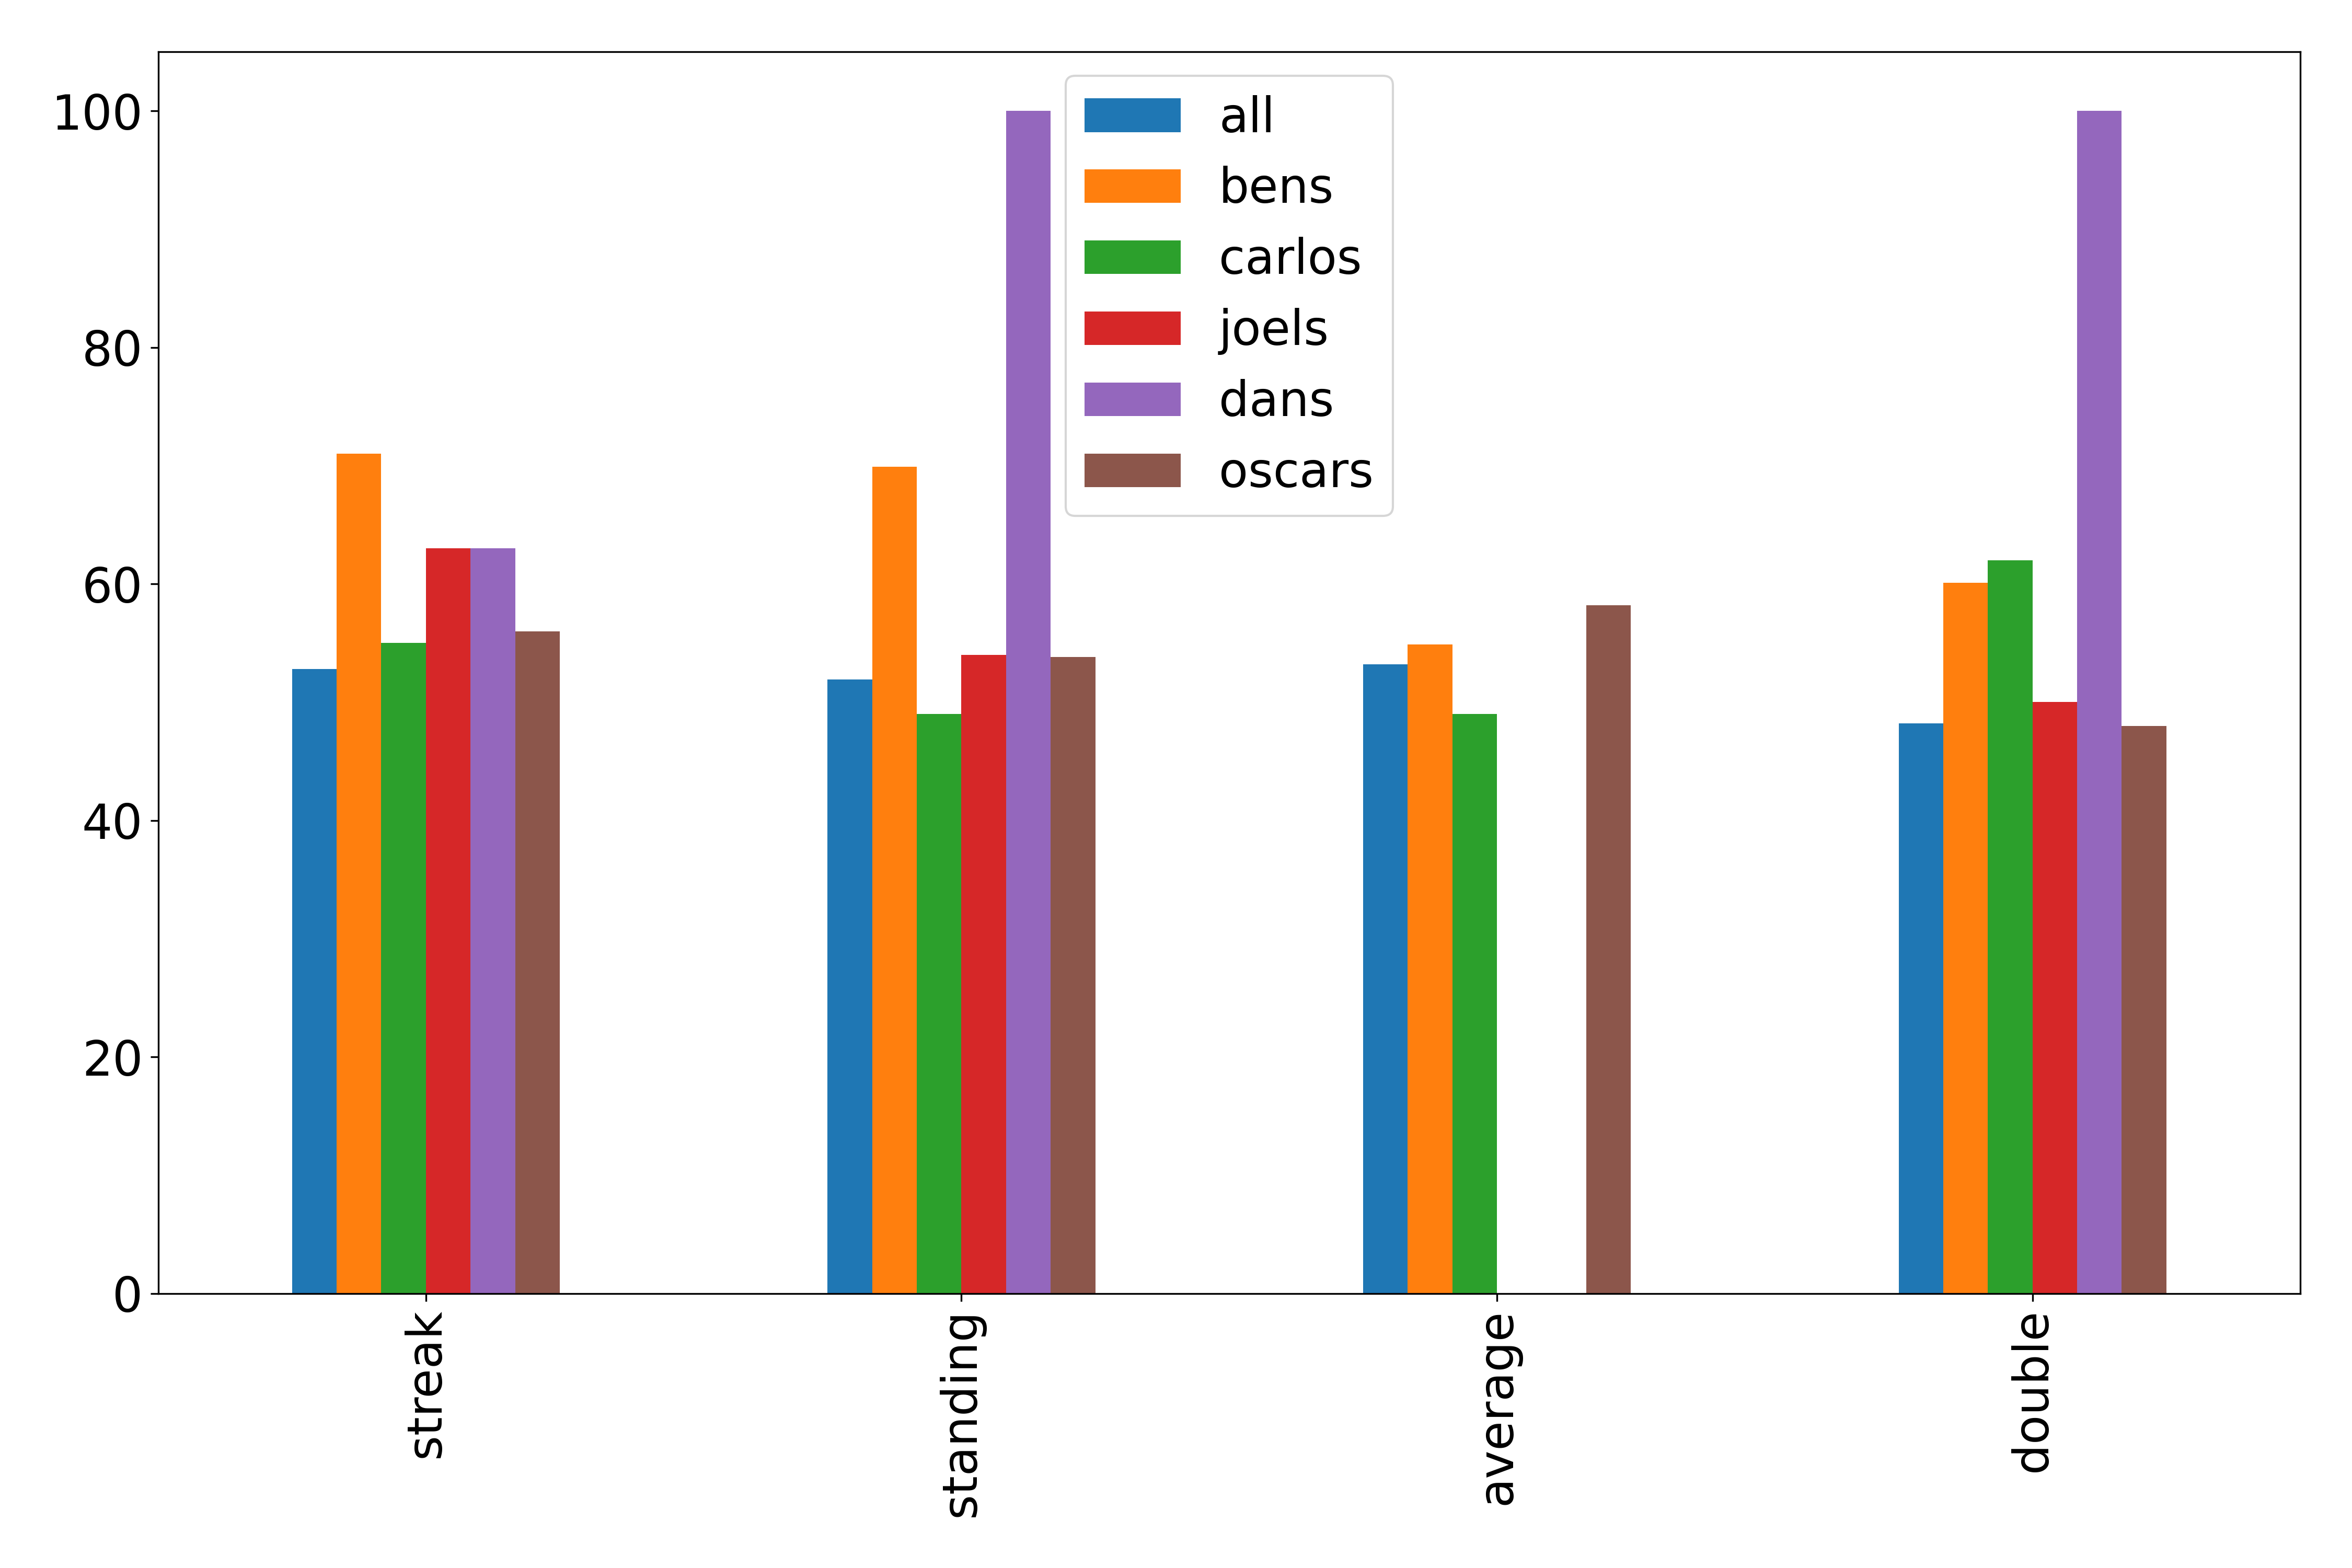 100
80
60
40
20
0
all
bens
carlos
joels
dans
oscars
streak
standing
average
double